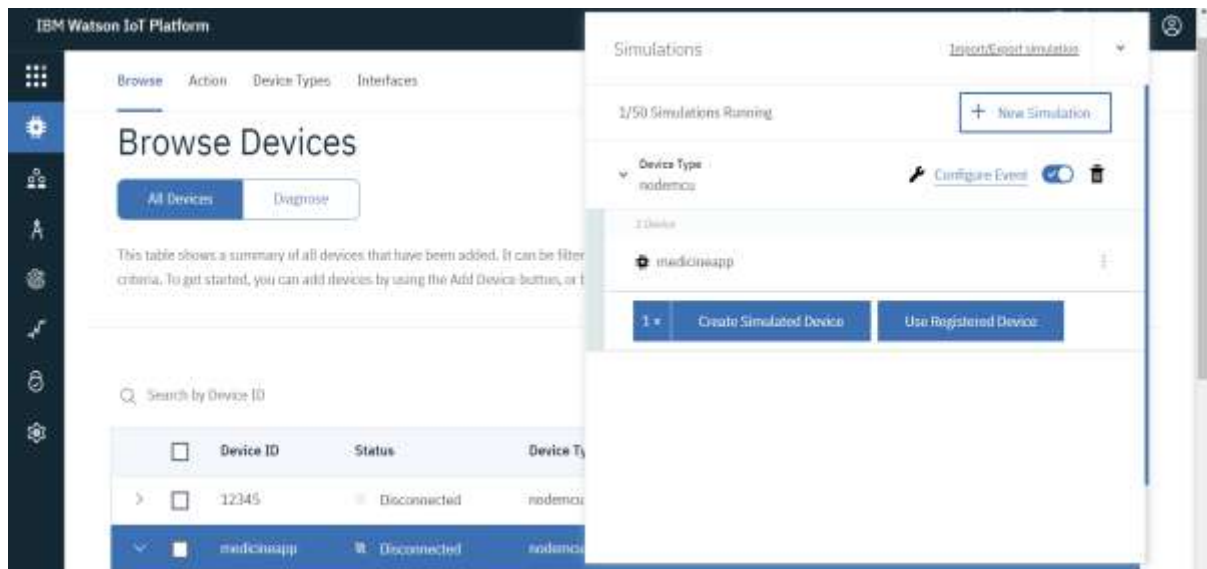 IBM Watson IoT Platform
Browse Action Device Types Interfaces
Browse Devices
All Devices Diagnose
This table shows a summary of all devices that have been added. It can be filter
criteria. To get started, you can add devices by using the Add Device button, or
Search by Device ID
Device ID Status Device Ty
12345 Disconnected nodemcu
medicineapp Disconnected nodemcu
Simulations Import/Export simulation
1/50 Simulations Running + New Simulation
Device Type
nodemcu Configure Event
Device
medicineapp
1 × Create Simulated Device Use Registered Device